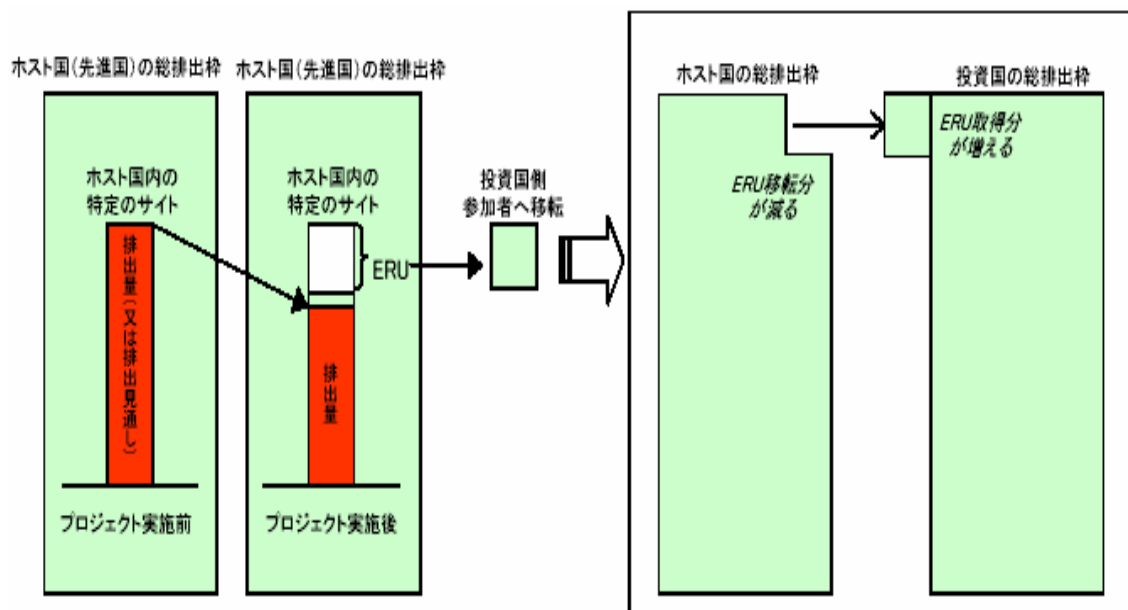 ホスト国(先進国)の総排出枠
ホスト国内の
特定のサイト
排出量(又は排出見通し)
プロジェクト実施前
ホスト国(先進国)の総排出枠
ホスト国内の
特定のサイト
ERU
排出量
プロジェクト実施後
投資国側
参加者へ移転
ホスト国の総排出枠
ERU移転分
が減る
投資国の総排出枠
ERU取得分
が増える